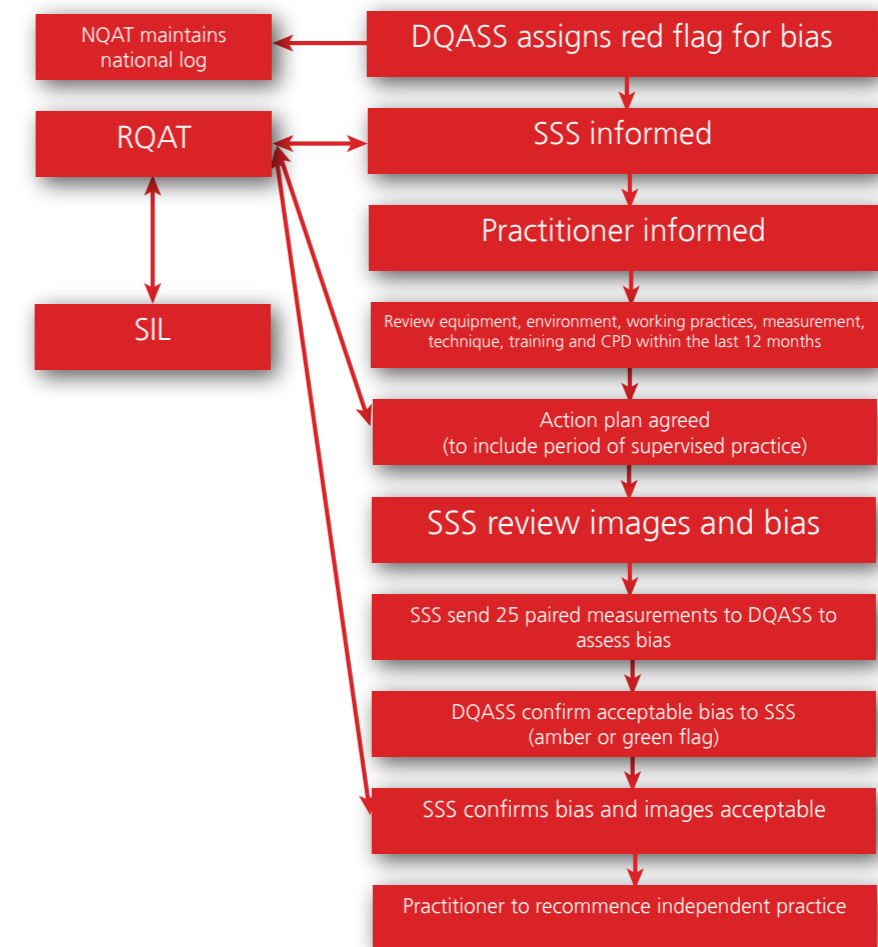 NQAT maintains
national log
DQASS assigns red flag for bias
RQAT
SSS informed
Practitioner informed
SIL
Review equipment, environment, working practices, measurement,
technique, training and CPD within the last 12 months
Action plan agreed
(to include period of supervised practice)
SSS review images and bias
SSS send 25 paired measurements to DQASS to
assess bias
DQASS confirm acceptable bias to SSS
(amber or green flag)
SSS confirms bias and images acceptable
Practitioner to recommence independent practice